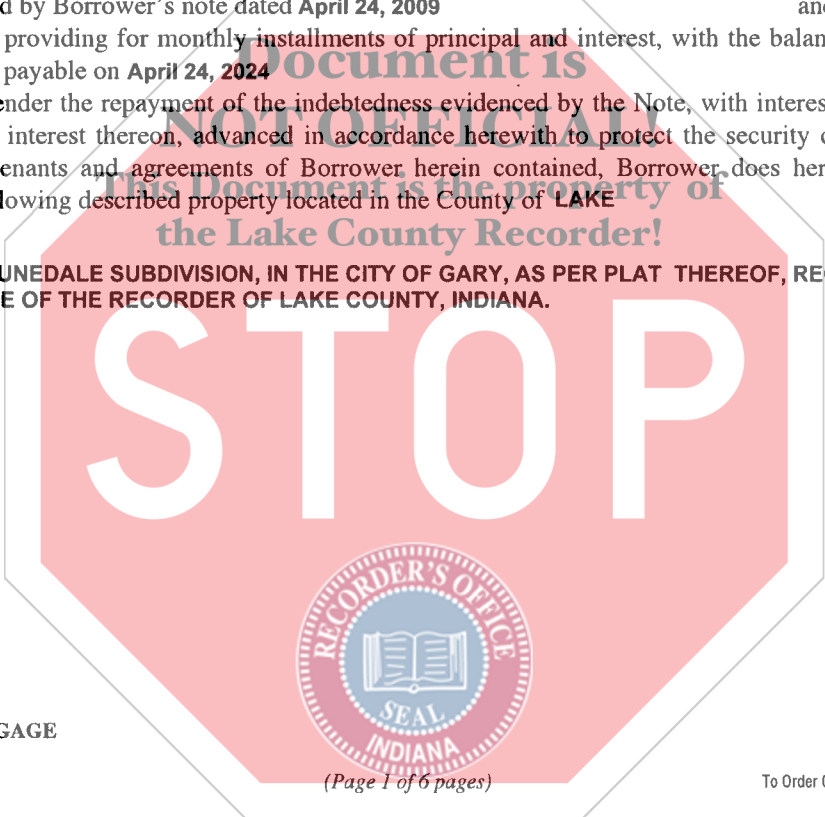 d by Borrower's note dated April 24, 2009 and
providing for monthly installments of principal and interest, with the balan
payable on April 24, 2024
Document is
ender the repayment of the indebtedness evidenced by the Note, with interes
NOT OFFICIAL!
interest thereon, advanced in accordance herewith to protect the security o
enants and agreements of Borrower herein contained, Borrower does her
This Document is the property of
lowing described property located in the County of LAKE
the Lake County Recorder!
UNEDALE SUBDIVISION, IN THE CITY OF GARY, AS PER PLAT THEREOF, REC
E OF THE RECORDER OF LAKE COUNTY, INDIANA.
STOP
RECORDER'S OFFICE
SEAL
INDIANA
GAGE
(Page 1 of 6 pages)
To Order C